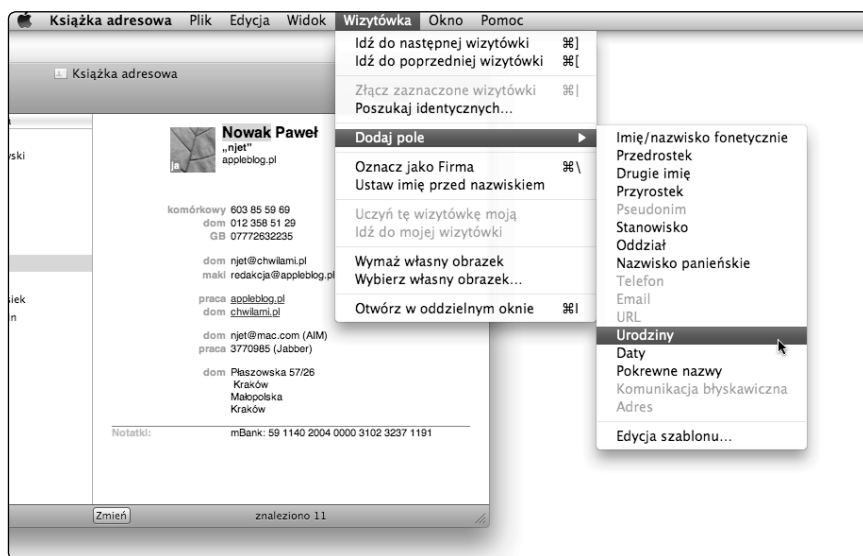 Książka adresowa Plik Edycja Widok Wizytówka Okno Pomoc
Książka adresowa
ski
siek
n
Nowak Paweł
„njet”
appleblog.pl
ja
komórkowy 603 85 59 69
dom 012 358 51 29
GB 07772632235
dom njet@chwilami.pl
makl redakcja@appleblog.pl
praca appleblog.pl
dom chwilami.pl
dom njet@mac.com (AIM)
praca 3770985 (Jabber)
dom Płaszowska 57/26
Kraków
Małopolska
Kraków
Notatki: mBank: 59 1140 2004 0000 3102 3237 1191
Zmień znaleziono 11
Idź do następnej wizytówki ⌘]
Idź do poprzedniej wizytówki ⌘[
Złącz zaznaczone wizytówki ⌘|
Poszukaj identycznych...
Dodaj pole
Oznacz jako Firma ⌘\
Ustaw imię przed nazwiskiem
Uczyń tę wizytówkę moją
Idź do mojej wizytówki
Wymaż własny obrazek
Wybierz własny obrazek...
Otwórz w oddzielnym oknie ⌘I
Imię/nazwisko fonetycznie
Przedrostek
Drugie imię
Przyrostek
Pseudonim
Stanowisko
Oddział
Nazwisko panieńskie
Telefon
Email
URL
Urodziny
Daty
Pokrewne nazwy
Komunikacja błyskawiczna
Adres
Edycja szablonu...